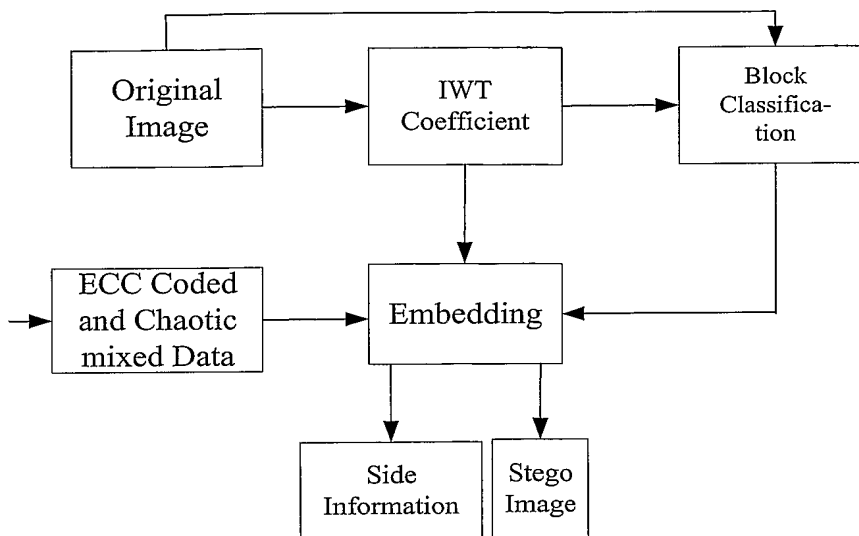 Original
Image
IWT
Coefficient
Block
Classifica-
tion
ECC Coded
and Chaotic
mixed Data
Embedding
Side
Information
Stego
Image